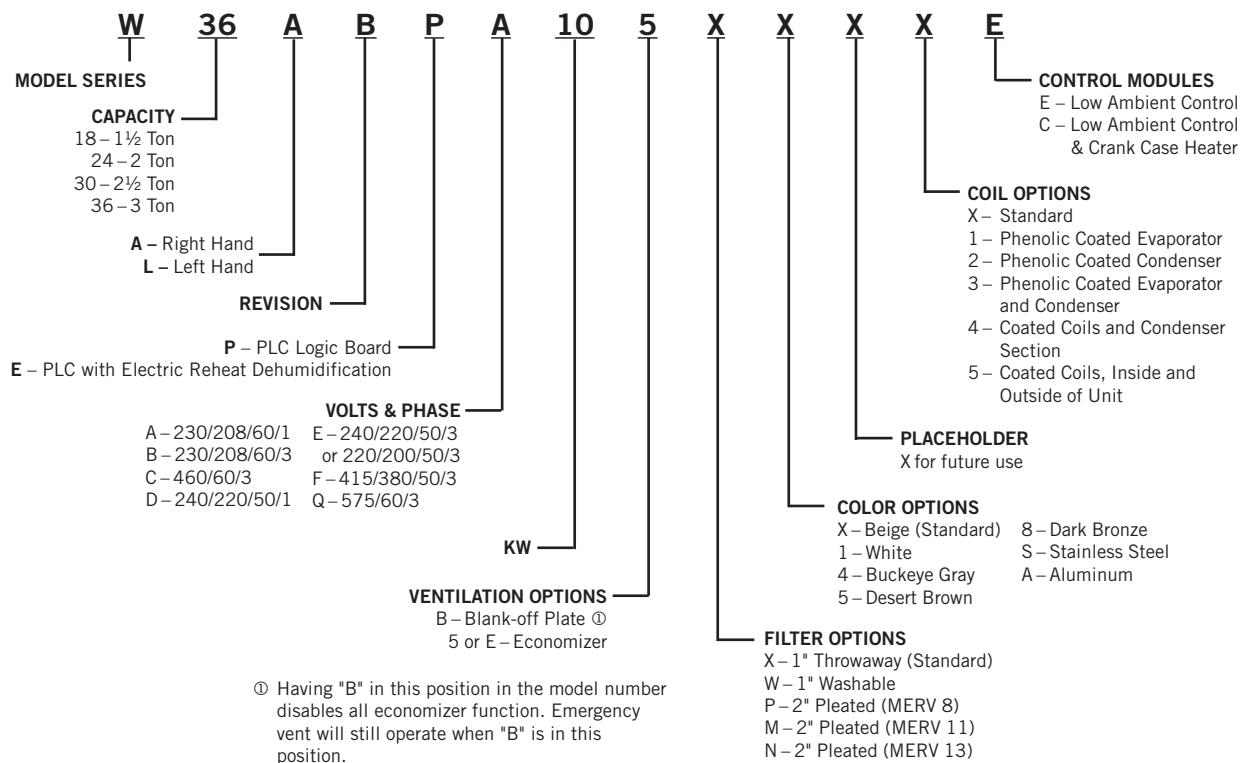 W 36 A B P A 10 5 X X X X E
MODEL SERIES
CAPACITY
18 – 1½ Ton
24 – 2 Ton
30 – 2½ Ton
36 – 3 Ton
A – Right Hand
L – Left Hand
REVISION
P – PLC Logic Board
E – PLC with Electric Reheat Dehumidification
VOLTS & PHASE
A – 230/208/60/1
B – 230/208/60/3
C – 460/60/3
D – 240/220/50/1
E – 240/220/50/3
or 220/200/50/3
F – 415/380/50/3
Q – 575/60/3
KW
VENTILATION OPTIONS
B – Blank-off Plate ①
5 or E – Economizer
① Having "B" in this position in the model number
disables all economizer function. Emergency
vent will still operate when "B" is in this
position.
FILTER OPTIONS
X – 1" Throwaway (Standard)
W – 1" Washable
P – 2" Pleated (MERV 8)
M – 2" Pleated (MERV 11)
N – 2" Pleated (MERV 13)
COLOR OPTIONS
X – Beige (Standard)
1 – White
4 – Buckeye Gray
5 – Desert Brown
8 – Dark Bronze
S – Stainless Steel
A – Aluminum
PLACEHOLDER
X for future use
COIL OPTIONS
X – Standard
1 – Phenolic Coated Evaporator
2 – Phenolic Coated Condenser
3 – Phenolic Coated Evaporator
and Condenser
4 – Coated Coils and Condenser
Section
5 – Coated Coils, Inside and
Outside of Unit
CONTROL MODULES
E – Low Ambient Control
C – Low Ambient Control
& Crank Case Heater